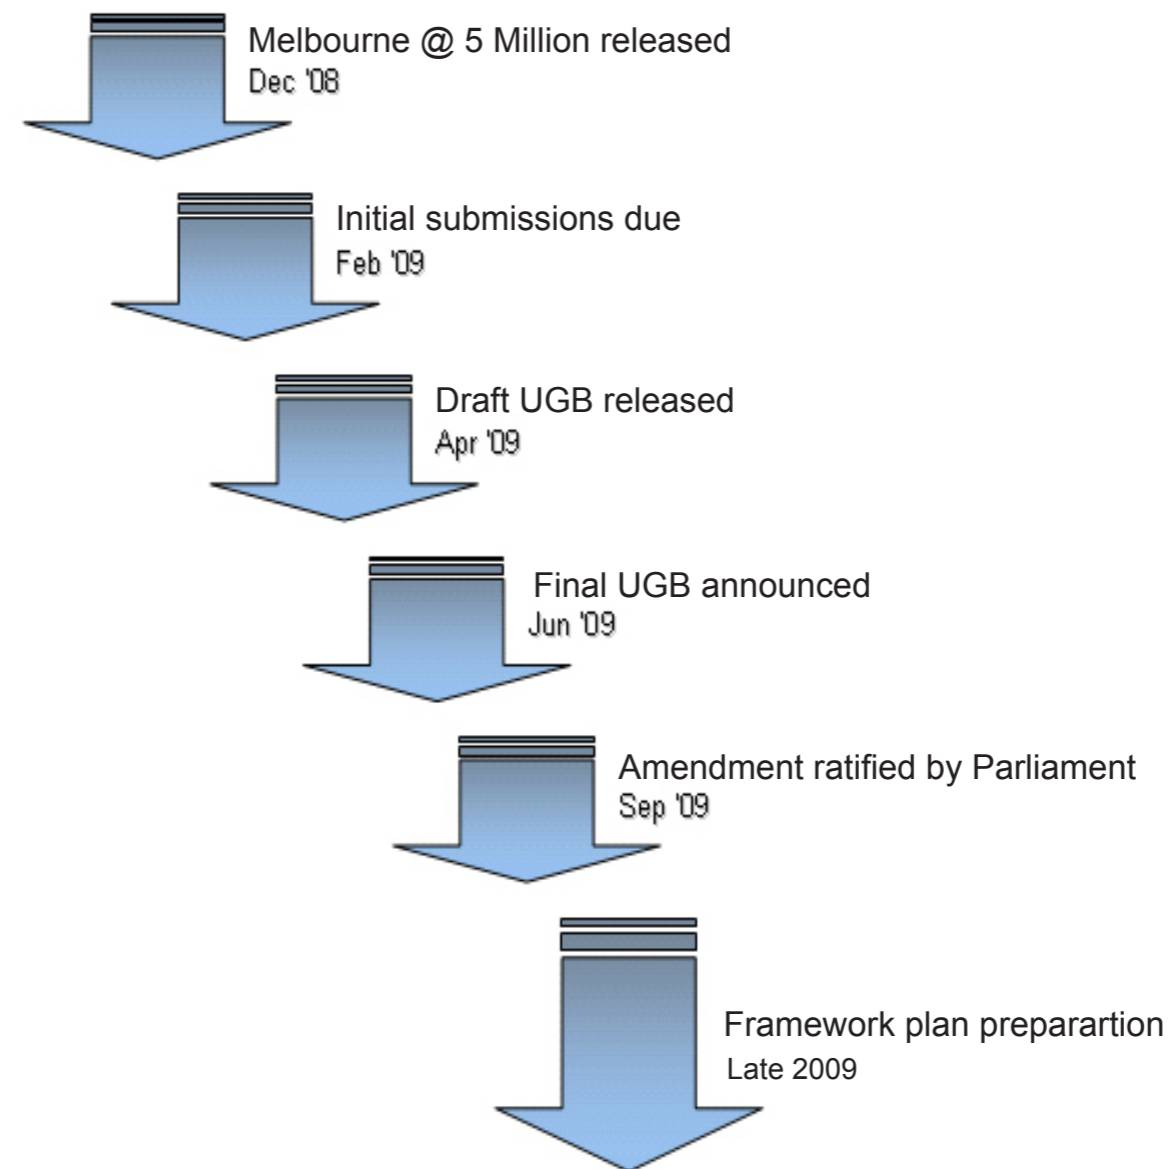 Melbourne @ 5 Million released
Dec '08
Initial submissions due
Feb '09
Draft UGB released
Apr '09
Final UGB announced
Jun '09
Amendment ratified by Parliament
Sep '09
Framework plan preparartion
Late 2009